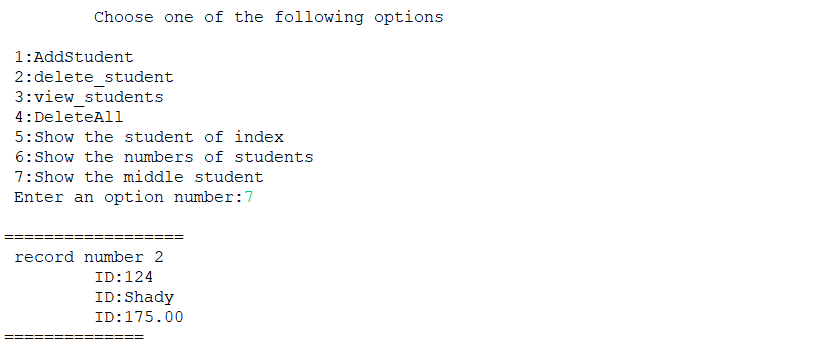 Choose one of the following options
1:AddStudent
2:delete_student
3:view_students
4:DeleteAll
5:Show the student of index
6:Show the numbers of students
7:Show the middle student
Enter an option number:7
==================
record number 2
ID:124
ID:Shady
ID:175.00
==============